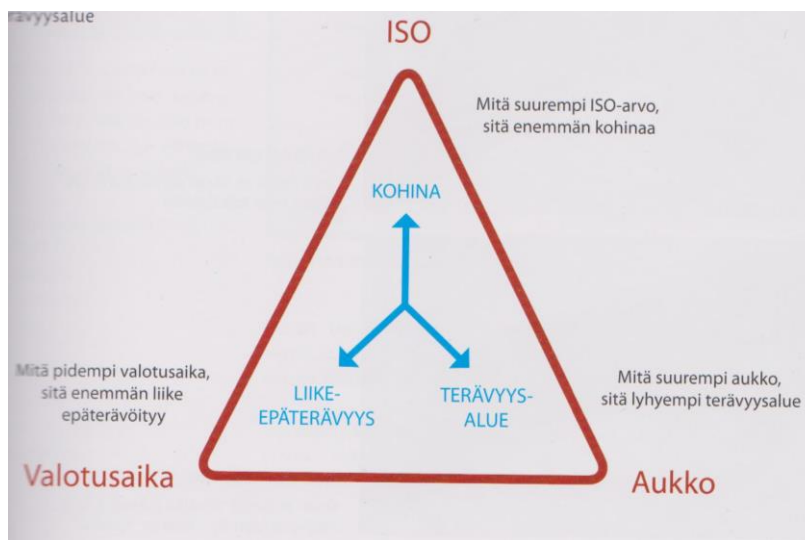 rävyysalue
ISO
Mitä suurempi ISO-arvo,
sitä enemmän kohinaa
KOHINA
Mitä pidempi valotusaika,
sitä enemmän liike
epäterävöityy
LIIKE-
EPÄTERÄVYYS
TERÄVYYS-
ALUE
Mitä suurempi aukko,
sitä lyhyempi terävyysalue
Valotusaika
Aukko